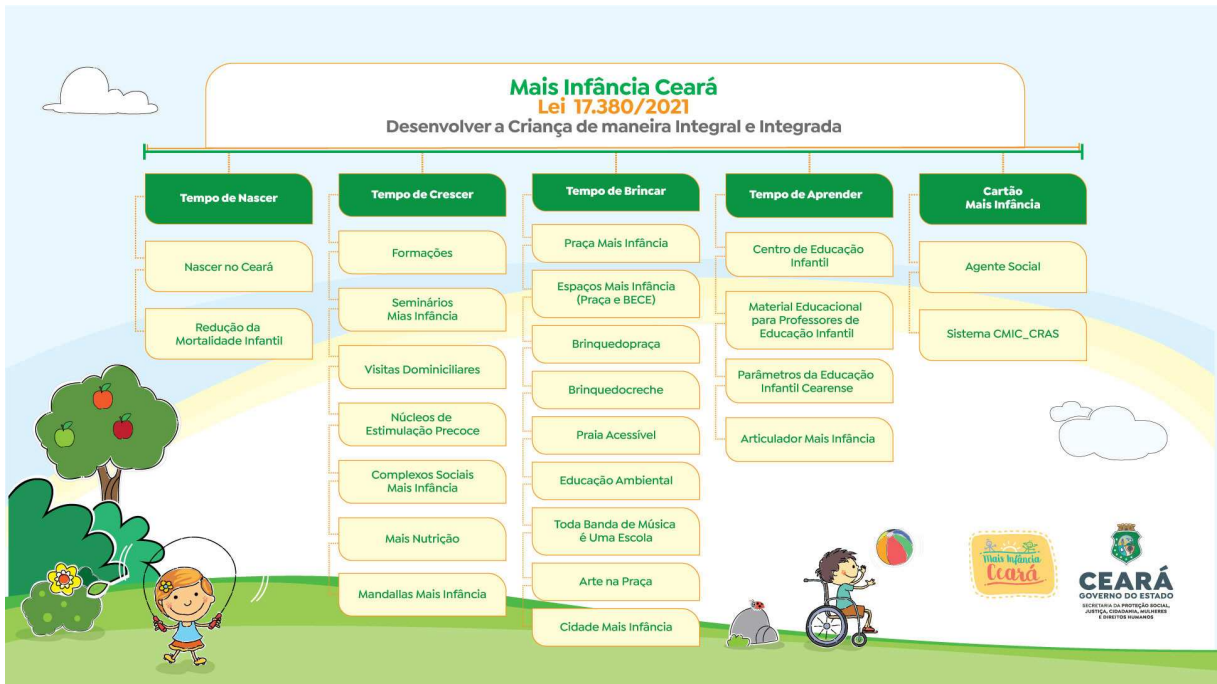 Mais Infância Ceará
Lei 17.380/2021
Desenvolver a Criança de maneira Integral e Integrada
Tempo de Nascer
Nascer no Ceará
Redução da
Mortalidade Infantil
Tempo de Crescer
Formações
Seminários
Mias Infância
Visitas Dominiciliares
Núcleos de
Estimulação Precoce
Complexos Sociais
Mais Infância
Mais Nutrição
Mandallas Mais Infância
Tempo de Brincar
Praça Mais Infância
Espaços Mais Infância
(Praça e BECE)
Brinquedopraça
Brinquedocreche
Praia Acessível
Educação Ambiental
Toda Banda de Música
é Uma Escola
Arte na Praça
Cidade Mais Infância
Tempo de Aprender
Centro de Educação
Infantil
Material Educacional
para Professores de
Educação Infantil
Parâmetros da Educação
Infantil Cearense
Articulador Mais Infância
Cartão
Mais Infância
Agente Social
Sistema CMIC_CRAS
Mais Infância
Ceará
CEARÁ
GOVERNO DO ESTADO
SECRETARIA DA PROTEÇÃO SOCIAL,
JUSTIÇA, CIDADANIA, MULHERES
E DIREITOS HUMANOS